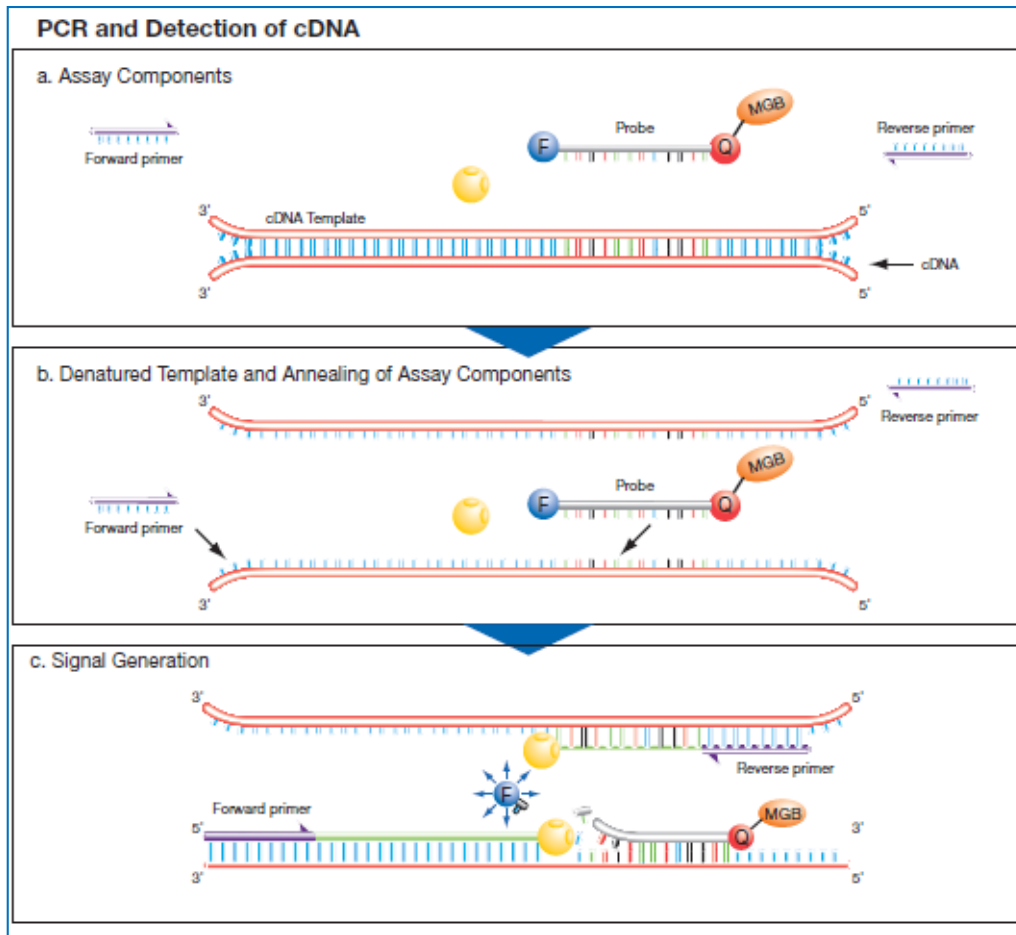 PCR and Detection of cDNA
a. Assay Components
MGB
Probe
F
Q
Forward primer
Reverse primer
3'
cDNA Template
5'
cDNA
3'
5'
b. Denatured Template and Annealing of Assay Components
3'
5'
Reverse primer
MGB
Probe
F
Q
Forward primer
3'
5'
c. Signal Generation
3'
5'
Reverse primer
F
Forward primer
MGB
5'
Q
3'
3'
5'